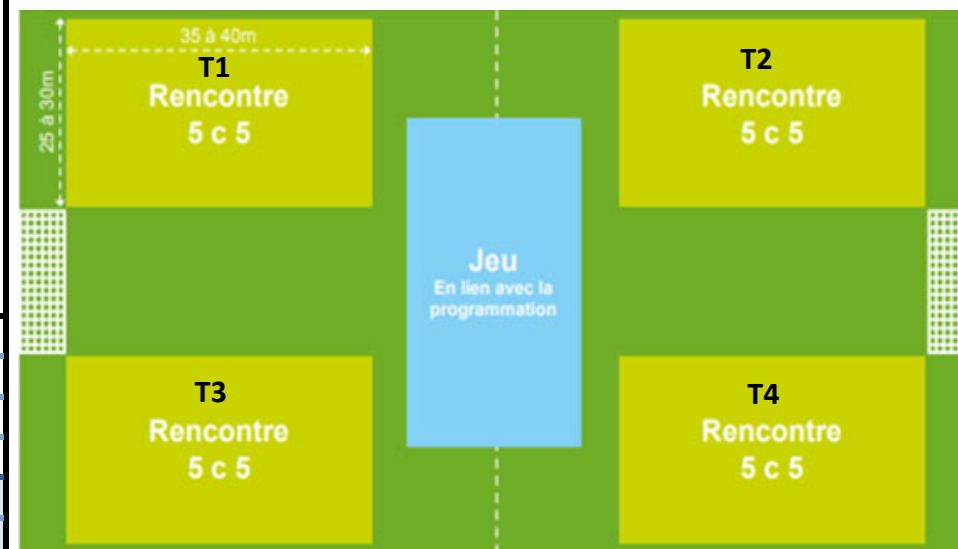 35 à 40m
25 à 30m
T1
Rencontre
5 c 5
T2
Rencontre
5 c 5
Jeu
En lien avec la
programmation
T3
Rencontre
5 c 5
T4
Rencontre
5 c 5